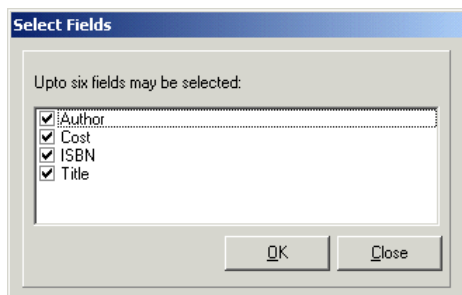 Select Fields
Upto six fields may be selected:
Author
Cost
ISBN
Title
OK Close